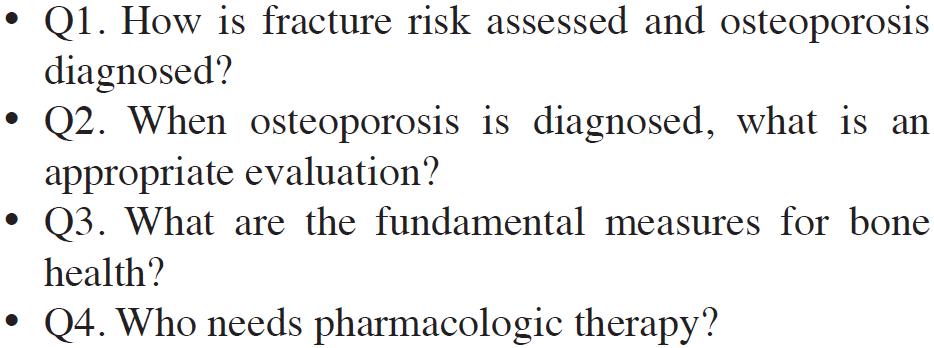 • Q1. How is fracture risk assessed and osteoporosis
diagnosed?
• Q2. When osteoporosis is diagnosed, what is an
appropriate evaluation?
• Q3. What are the fundamental measures for bone
health?
• Q4. Who needs pharmacologic therapy?